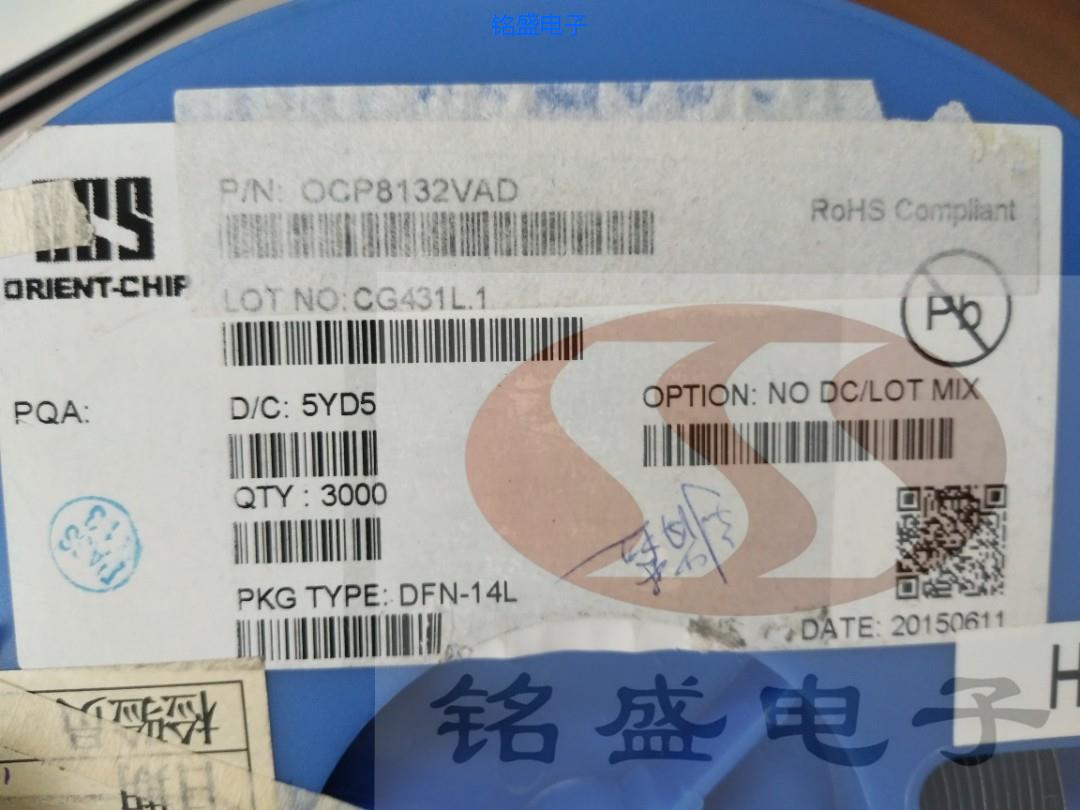 铭盛电子
P/N: OCP8132VAD
RoHS Compliant
ORIENT-CHIP
LOT NO: CG431L.1
Pb
PQA:
D/C: 5YD5
OPTION: NO DC/LOT MIX
QTY : 3000
PKG TYPE: DFN-14L
DATE: 20150611
H
铭盛电子